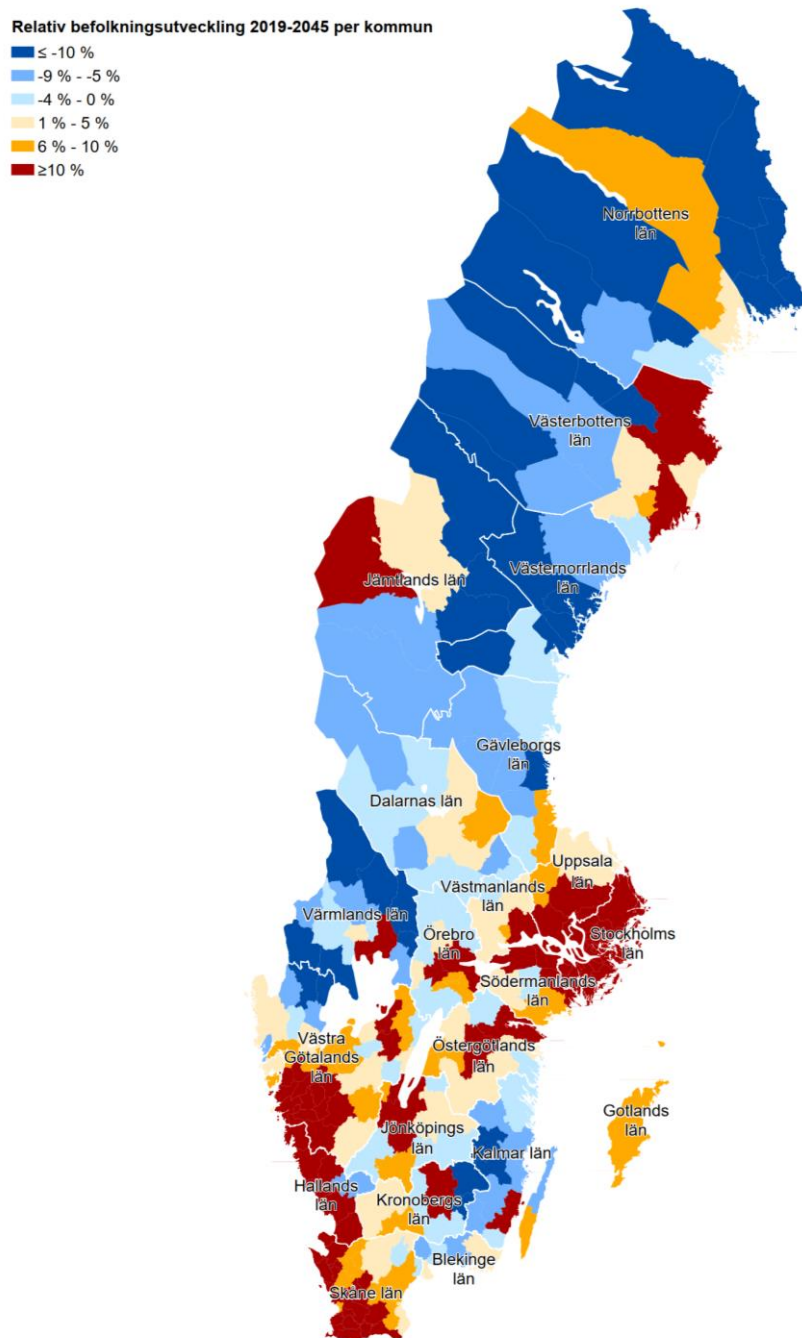 Relativ befolkningsutveckling 2019-2045 per kommun
≤ -10 %
-9 % - -5 %
-4 % - 0 %
1 % - 5 %
6 % - 10 %
≥10 %
Norrbottens
län
Västerbottens
län
Jämtlands län
Västernorrlands
län
Gävleborgs
län
Dalarnas län
Uppsala
län
Västmanlands
län
Värmlands län
Örebro
län
Stockholms
län
Södermanlands
län
Västra
Götalands
län
Östergötlands
län
Gotlands
län
Jönköpings
län
Kalmar län
Hallands
län
Kronobergs
län
Blekinge
län
Skåne län